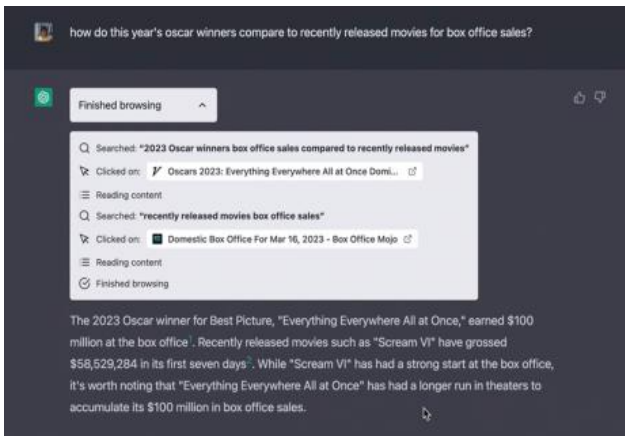 how do this year's oscar winners compare to recently released movies for box office sales?
Finished browsing
Searched: "2023 Oscar winners box office sales compared to recently released movies"
Clicked on: Oscars 2023: Everything Everywhere All at Once Domi...
Reading content
Searched: "recently released movies box office sales"
Clicked on: Domestic Box Office For Mar 16, 2023 - Box Office Mojo
Reading content
Finished browsing
The 2023 Oscar winner for Best Picture, "Everything Everywhere All at Once," earned $100
million at the box office¹. Recently released movies such as "Scream VI" have grossed
$58,529,284 in its first seven days². While "Scream VI" has had a strong start at the box office,
it's worth noting that "Everything Everywhere All at Once" has had a longer run in theaters to
accumulate its $100 million in box office sales.